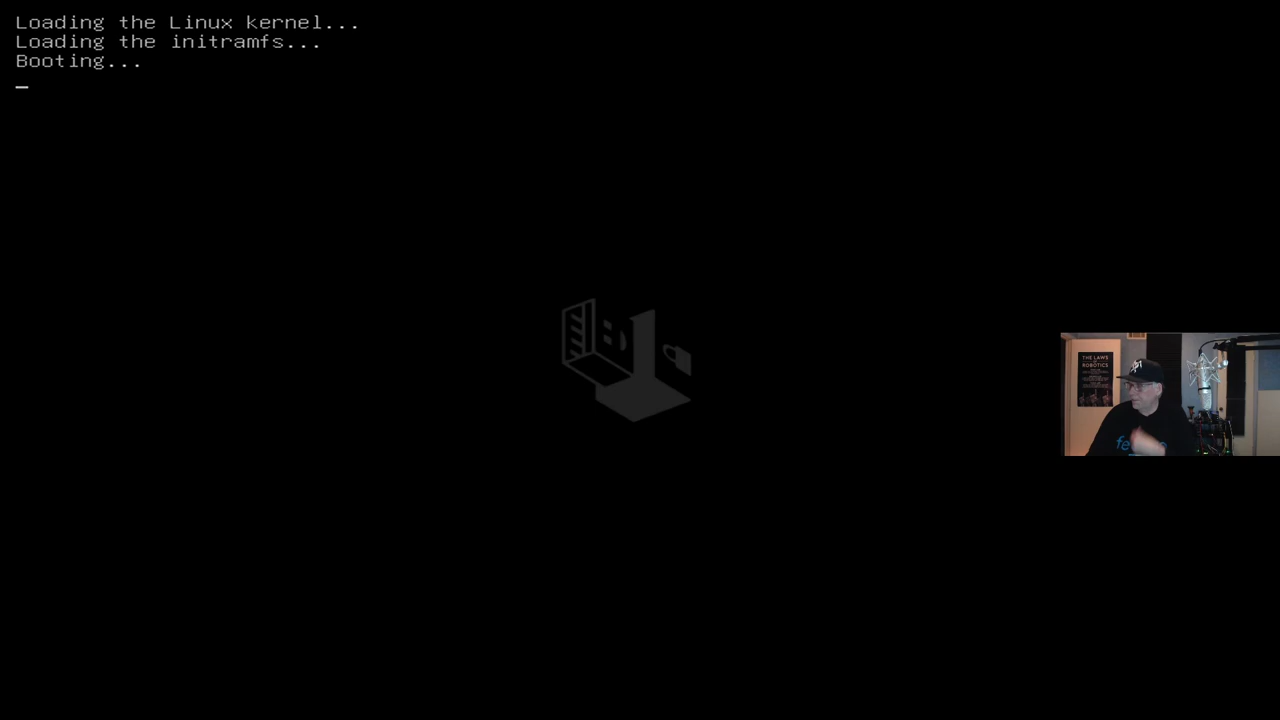 Loading the Linux kernel...
Loading the initramfs...
Booting...
THE LAWS
OF
ROBOTICS